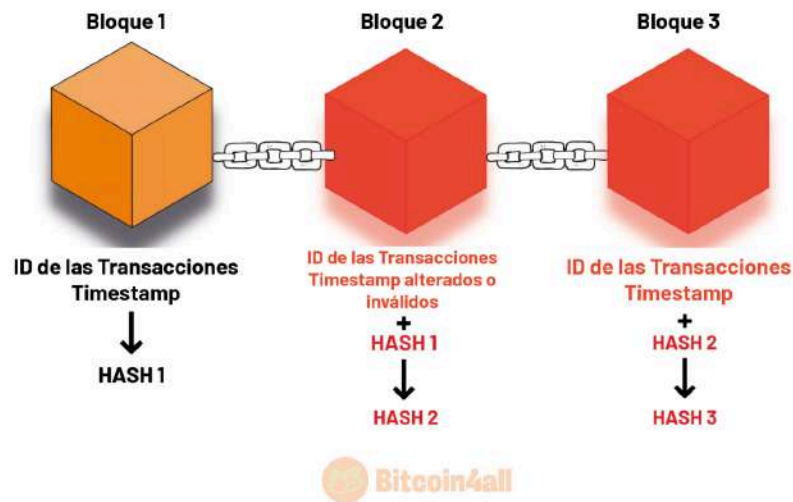 Bloque 1
Bloque 2
Bloque 3
ID de las Transacciones
Timestamp
HASH 1
ID de las Transacciones
Timestamp alterados o
inválidos
+
HASH 1
HASH 2
ID de las Transacciones
Timestamp
+
HASH 2
HASH 3
Bitcoin4all